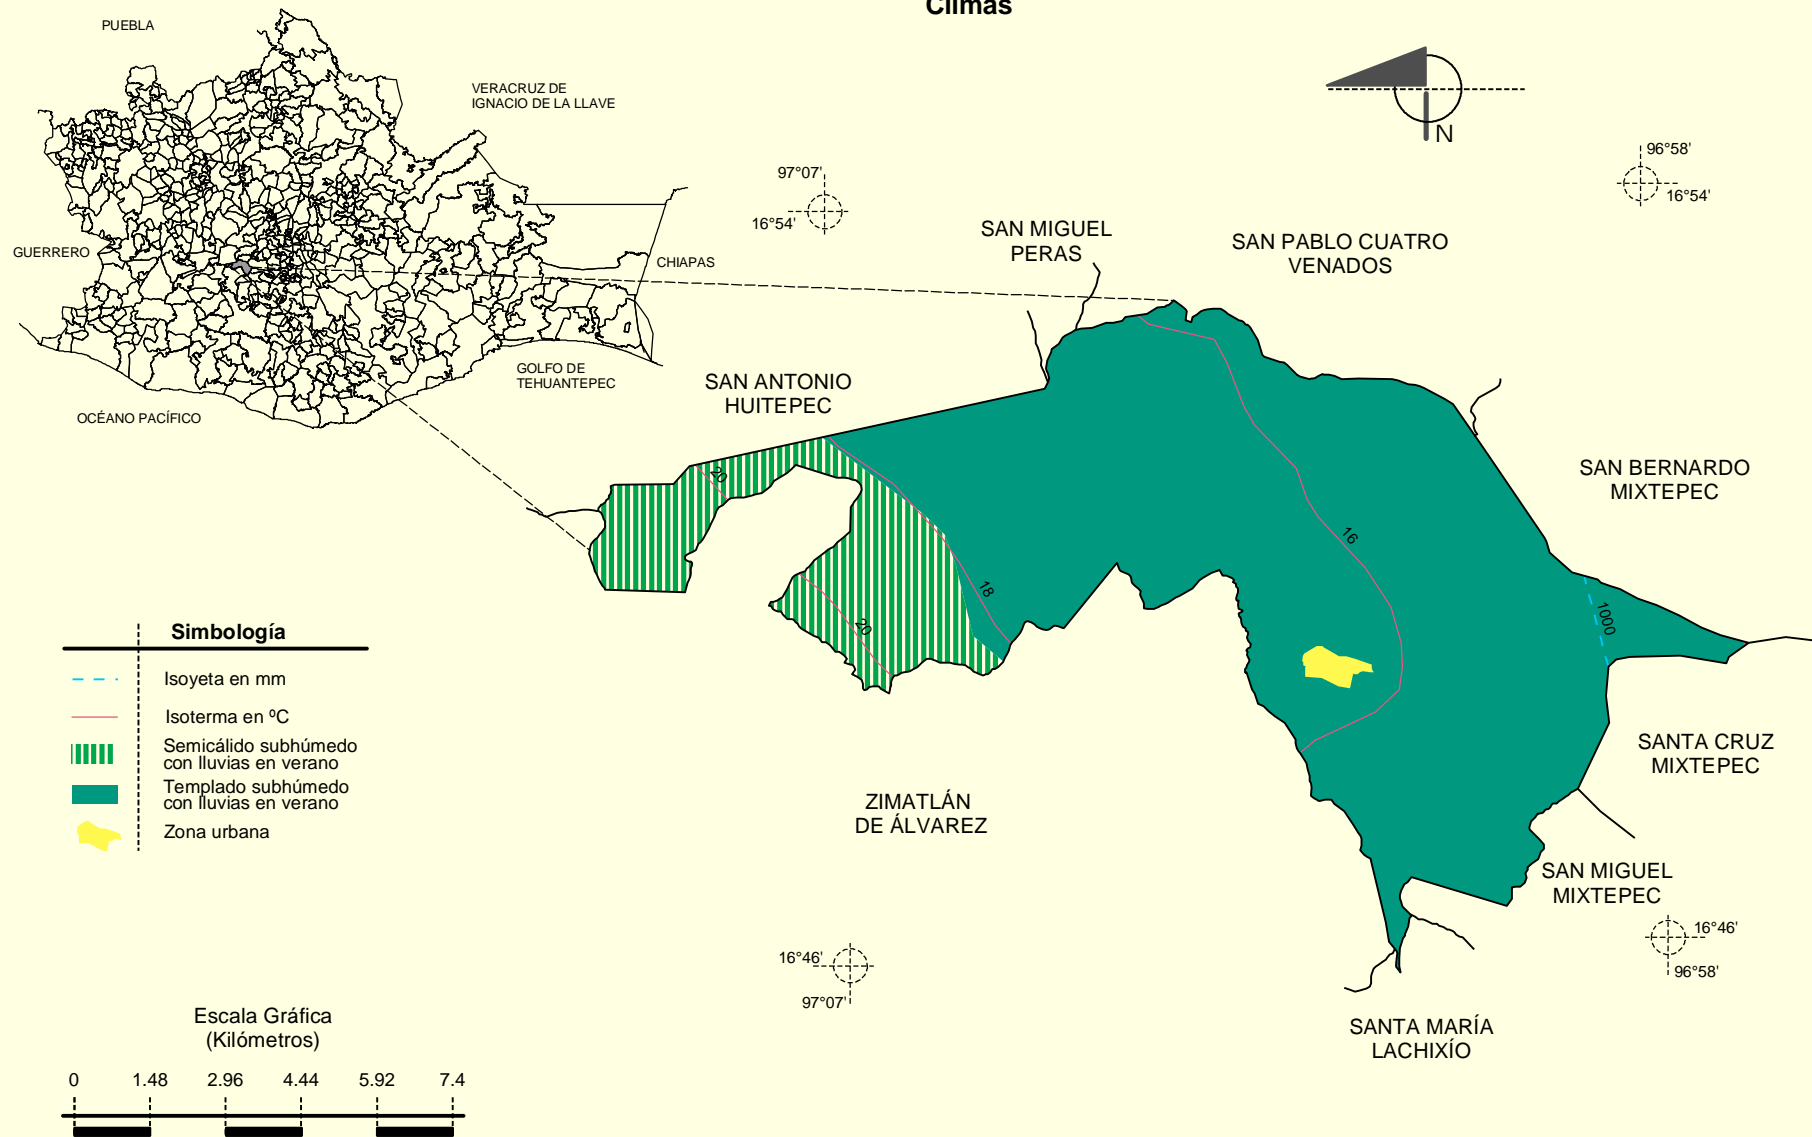 Climas
PUEBLA
VERACRUZ DE
IGNACIO DE LA LLAVE
GUERRERO
CHIAPAS
GOLFO DE
TEHUANTEPEC
OCÉANO PACÍFICO
N
97°07'
16°54'
96°58'
16°54'
SAN MIGUEL
PERAS
SAN PABLO CUATRO
VENADOS
SAN ANTONIO
HUITEPEC
SAN BERNARDO
MIXTEPEC
20
16
18
20
1000
SANTA CRUZ
MIXTEPEC
ZIMATLÁN
DE ÁLVAREZ
SAN MIGUEL
MIXTEPEC
16°46'
97°07'
16°46'
96°58'
SANTA MARÍA
LACHIXÍO
Simbología
Isoyeta en mm
Isoterma en ºC
Semicálido subhúmedo
con lluvias en verano
Templado subhúmedo
con lluvias en verano
Zona urbana
Escala Gráfica
(Kilómetros)
0 1.48 2.96 4.44 5.92 7.4